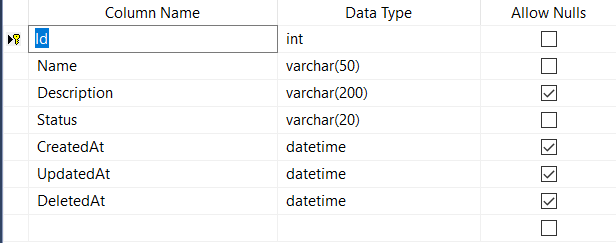 Column Name Data Type Allow Nulls
Id int
Name varchar(50)
Description varchar(200)
Status varchar(20)
CreatedAt datetime
UpdatedAt datetime
DeletedAt datetime